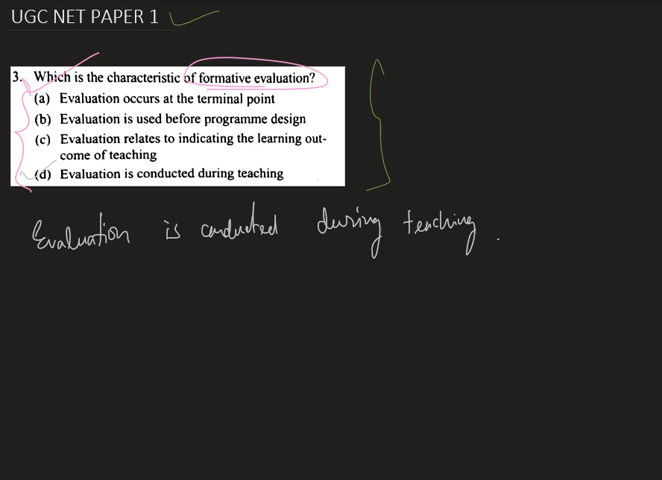 UGC NET PAPER 1
3. Which is the characteristic of formative evaluation?
(a) Evaluation occurs at the terminal point
(b) Evaluation is used before programme design
(c) Evaluation relates to indicating the learning out-
come of teaching
(d) Evaluation is conducted during teaching
Evaluation is conducted during teaching.